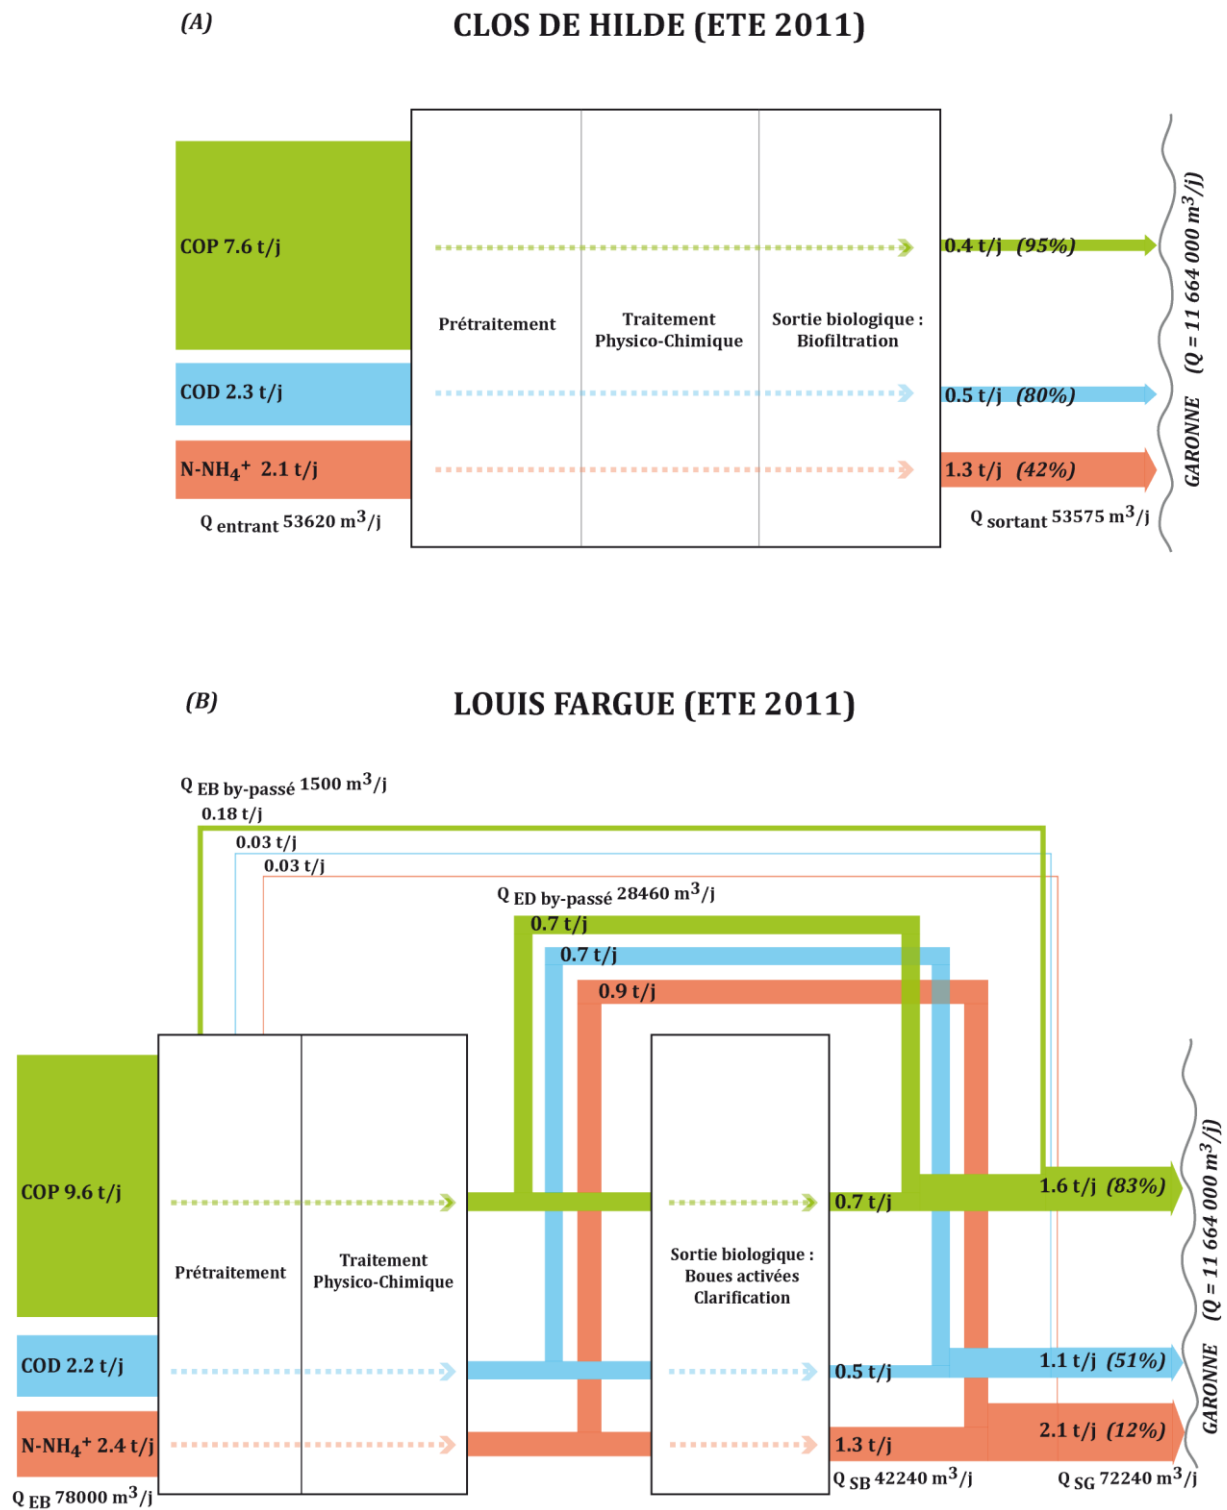 (A)
CLOS DE HILDE (ETE 2011)
COP 7.6 t/j
0.4 t/j (95%)
Prétraitement
Traitement
Physico-Chimique
Sortie biologique :
Biofiltration
COD 2.3 t/j
0.5 t/j (80%)
N-NH₄⁺ 2.1 t/j
1.3 t/j (42%)
Q entrant 53620 m³/j
Q sortant 53575 m³/j
GARONNE (Q = 11 664 000 m³/j)
(B)
LOUIS FARGUE (ETE 2011)
Q EB by-passé 1500 m³/j
0.18 t/j
0.03 t/j
0.03 t/j
Q ED by-passé 28460 m³/j
0.7 t/j
0.7 t/j
0.9 t/j
COP 9.6 t/j
0.7 t/j
1.6 t/j (83%)
Prétraitement
Traitement
Physico-Chimique
Sortie biologique :
Boues activées
Clarification
COD 2.2 t/j
0.5 t/j
1.1 t/j (51%)
N-NH₄⁺ 2.4 t/j
1.3 t/j
2.1 t/j (12%)
Q EB 78000 m³/j
Q SB 42240 m³/j
Q SG 72240 m³/j
GARONNE (Q = 11 664 000 m³/j)